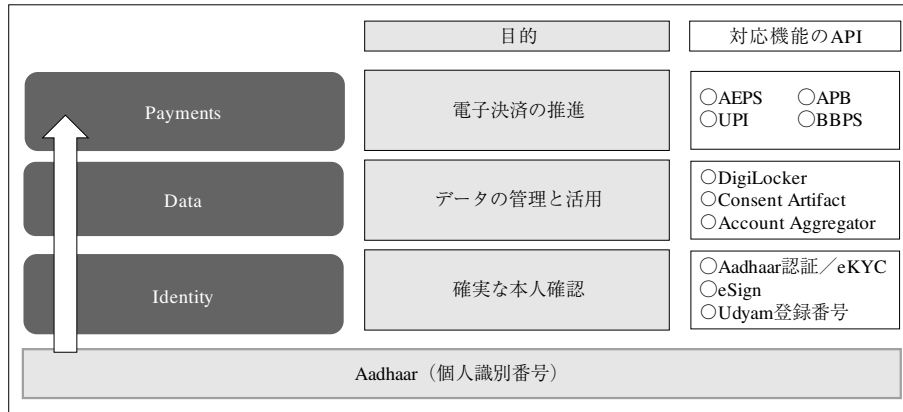 目的
対応機能のAPI
Payments
電子決済の推進
○AEPS ○APB
○UPI ○BBPS
Data
データの管理と活用
○DigiLocker
○Consent Artifact
○Account Aggregator
Identity
確実な本人確認
○Aadhaar認証／eKYC
○eSign
○Udyam登録番号
Aadhaar（個人識別番号）